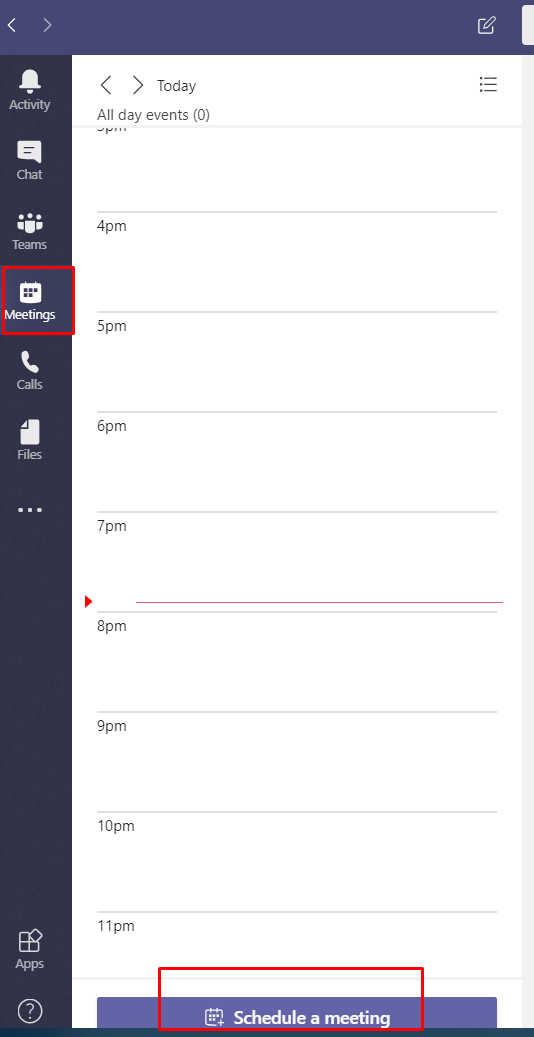 Activity
Chat
Teams
Meetings
Calls
Files
Apps
Today
All day events (0)
4pm
5pm
6pm
7pm
8pm
9pm
10pm
11pm
Schedule a meeting